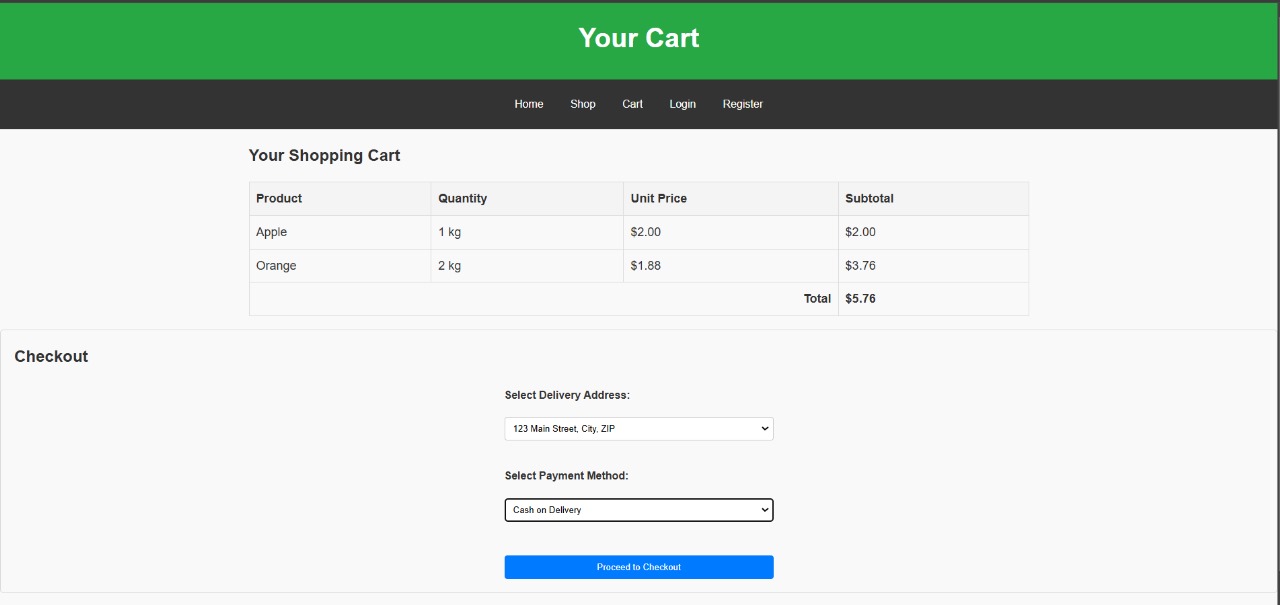 Your Cart
Home Shop Cart Login Register
Your Shopping Cart
Product Quantity Unit Price Subtotal
Apple 1 kg $2.00 $2.00
Orange 2 kg $1.88 $3.76
Total $5.76
Checkout
Select Delivery Address:
123 Main Street, City, ZIP
Select Payment Method:
Cash on Delivery
Proceed to Checkout